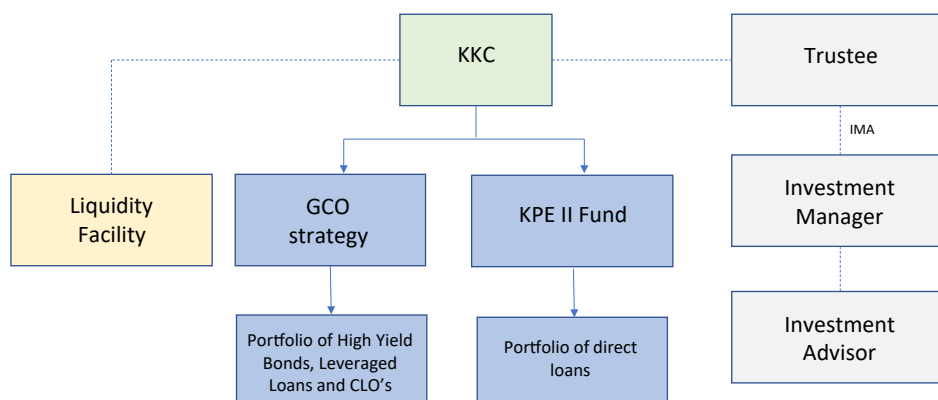 KKC
Trustee
IMA
Liquidity
Facility
GCO
strategy
KPE II Fund
Investment
Manager
Portfolio of High Yield
Bonds, Leveraged
Loans and CLO’s
Portfolio of direct
loans
Investment
Advisor